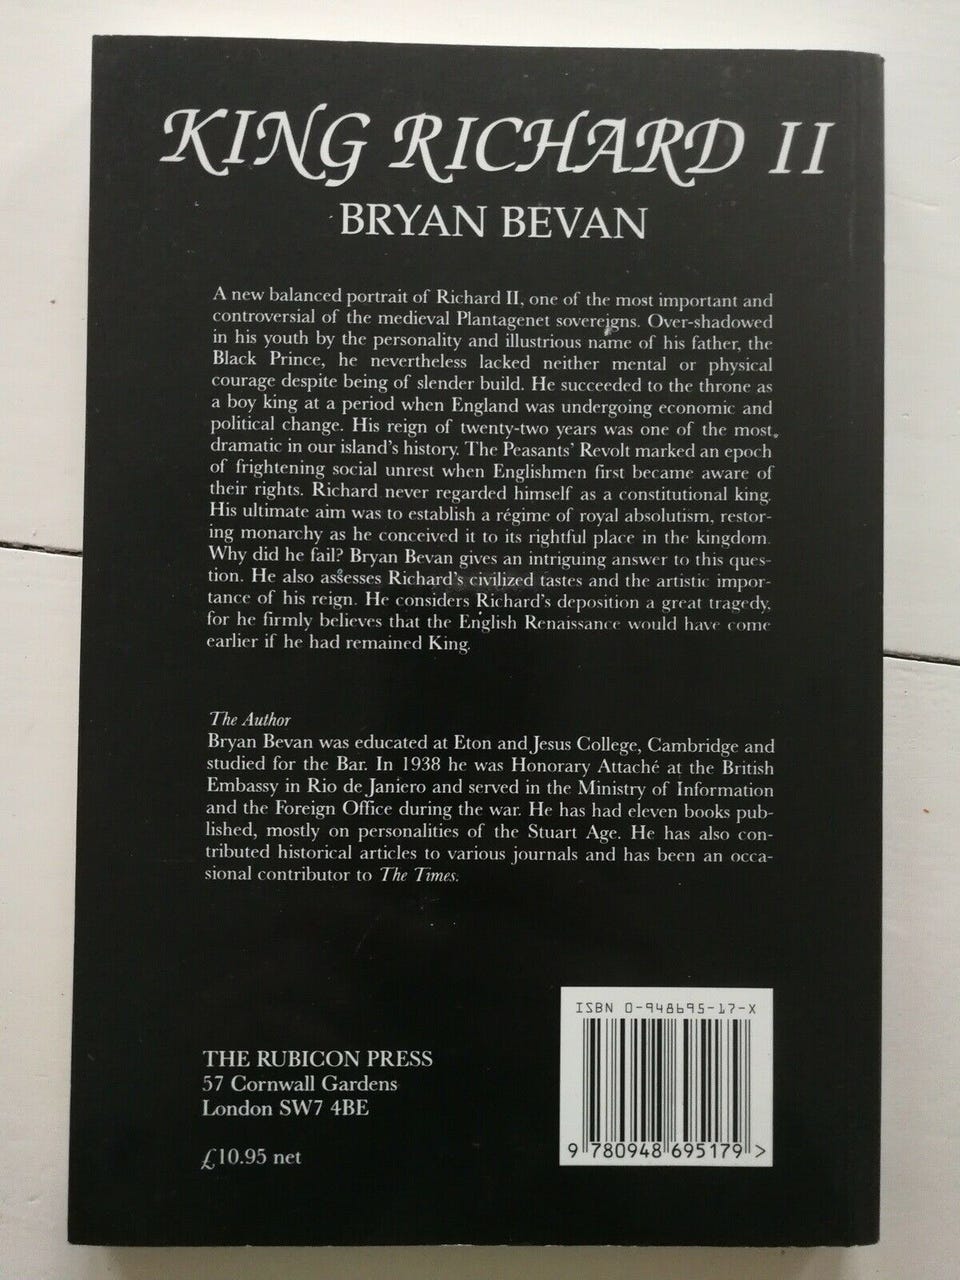 KING RICHARD II
BRYAN BEVAN
A new balanced portrait of Richard II, one of the most important and
controversial of the medieval Plantagenet sovereigns. Over-shadowed
in his youth by the personality and illustrious name of his father, the
Black Prince, he nevertheless lacked neither mental or physical
courage despite being of slender build. He succeeded to the throne as
a boy king at a period when England was undergoing economic and
political change. His reign of twenty-two years was one of the most
dramatic in our island's history. The Peasants' Revolt marked an epoch
of frightening social unrest when Englishmen first became aware of
their rights. Richard never regarded himself as a constitutional king.
His ultimate aim was to establish a régime of royal absolutism, restor-
ing monarchy as he conceived it to its rightful place in the kingdom.
Why did he fail? Bryan Bevan gives an intriguing answer to this ques-
tion. He also assesses Richard's civilized tastes and the artistic impor-
tance of his reign. He considers Richard's deposition a great tragedy,
for he firmly believes that the English Renaissance would have come
earlier if he had remained King.
The Author
Bryan Bevan was educated at Eton and Jesus College, Cambridge and
studied for the Bar. In 1938 he was Honorary Attaché at the British
Embassy in Rio de Janiero and served in the Ministry of Information
and the Foreign Office during the war. He has had eleven books pub-
lished, mostly on personalities of the Stuart Age. He has also con-
tributed historical articles to various journals and has been an occa-
sional contributor to The Times.
THE RUBICON PRESS
57 Cornwall Gardens
London SW7 4BE
£10.95 net
ISBN 0-948695-17-X
9 780948 695179 >